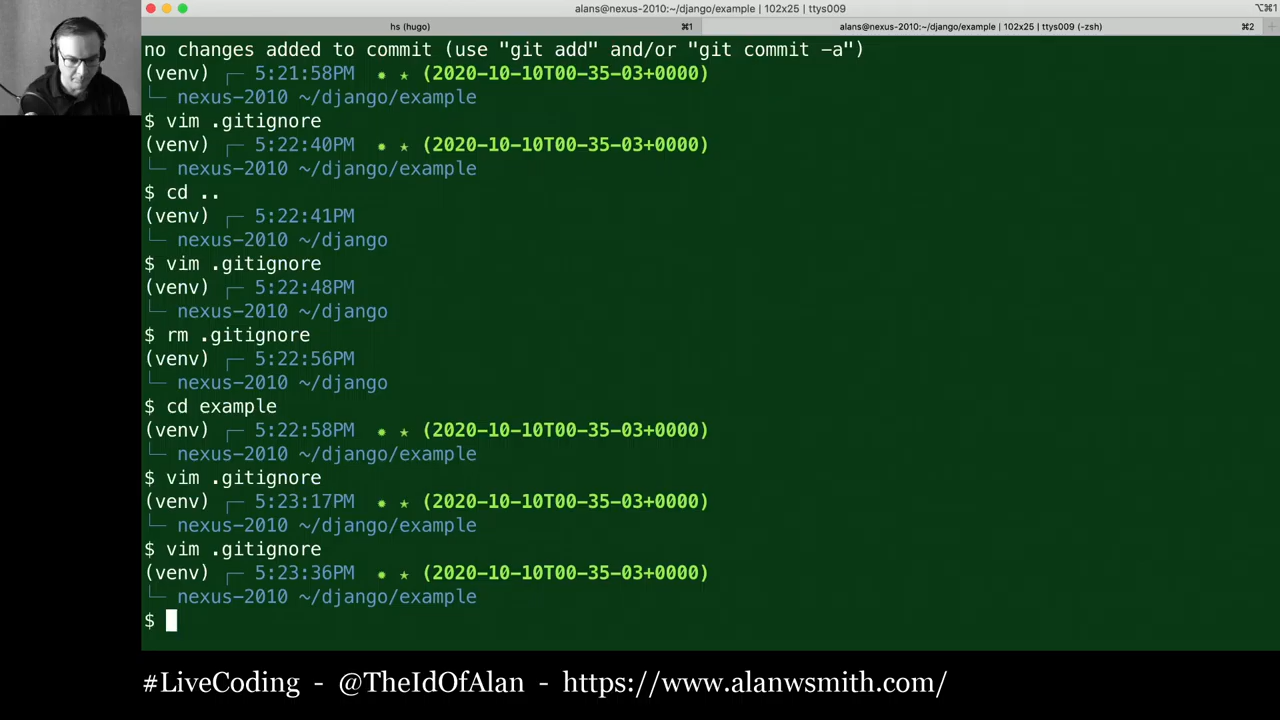 alans@nexus-2010:~/django/example | 102x25 | ttys009
⌥⌘1
hs (hugo)
⌘1
alans@nexus-2010:~/django/example | 102x25 | ttys009 (-zsh)
⌘2
no changes added to commit (use "git add" and/or "git commit -a")
(venv) ┌─ 5:21:58PM ✹ ★ (2020-10-10T00-35-03+0000)
└─ nexus-2010 ~/django/example
$ vim .gitignore
(venv) ┌─ 5:22:40PM ✹ ★ (2020-10-10T00-35-03+0000)
└─ nexus-2010 ~/django/example
$ cd ..
(venv) ┌─ 5:22:41PM
└─ nexus-2010 ~/django
$ vim .gitignore
(venv) ┌─ 5:22:48PM
└─ nexus-2010 ~/django
$ rm .gitignore
(venv) ┌─ 5:22:56PM
└─ nexus-2010 ~/django
$ cd example
(venv) ┌─ 5:22:58PM ✹ ★ (2020-10-10T00-35-03+0000)
└─ nexus-2010 ~/django/example
$ vim .gitignore
(venv) ┌─ 5:23:17PM ✹ ★ (2020-10-10T00-35-03+0000)
└─ nexus-2010 ~/django/example
$ vim .gitignore
(venv) ┌─ 5:23:36PM ✹ ★ (2020-10-10T00-35-03+0000)
└─ nexus-2010 ~/django/example
$
#LiveCoding - @TheIdOfAlan - https://www.alanwsmith.com/